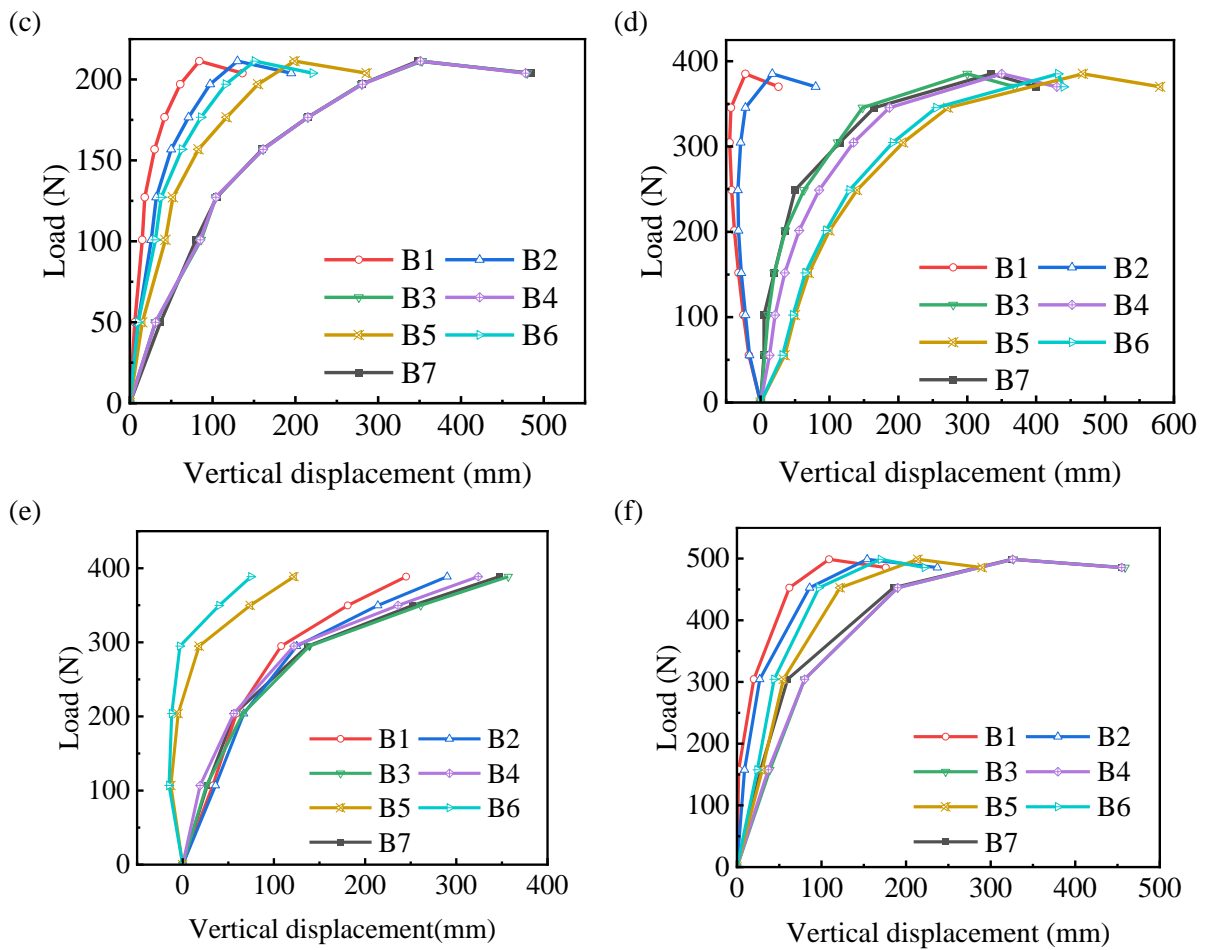 (c)
Load (N)
200
150
100
50
0
B1 B2
B3 B4
B5 B6
B7
0 100 200 300 400 500
Vertical displacement (mm)
(d)
Load (N)
400
300
200
100
0
B1 B2
B3 B4
B5 B6
B7
0 100 200 300 400 500 600
Vertical displacement (mm)
(e)
Load (N)
400
300
200
100
0
B1 B2
B3 B4
B5 B6
B7
0 100 200 300 400
Vertical displacement(mm)
(f)
Load (N)
500
400
300
200
100
0
B1 B2
B3 B4
B5 B6
B7
0 100 200 300 400 500
Vertical displacement (mm)